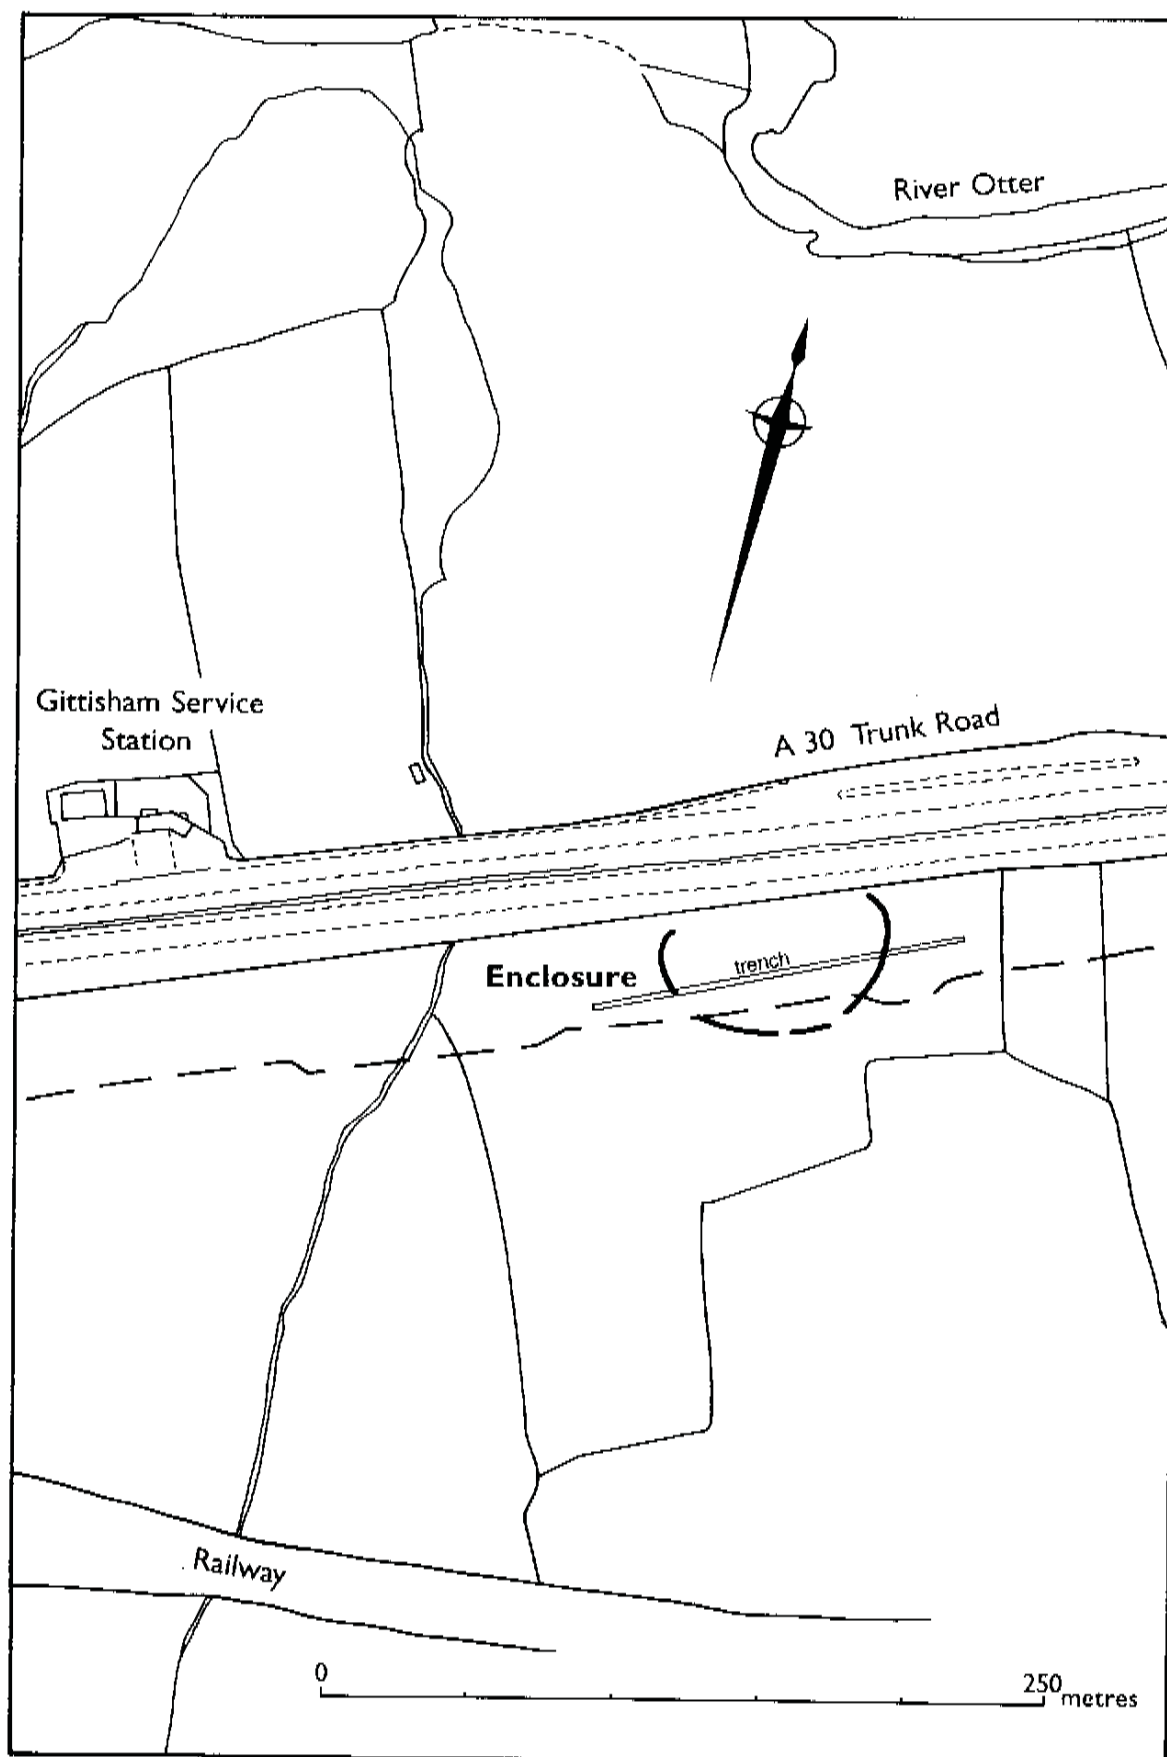 River Otter
Gittisham Service
Station
A 30 Trunk Road
Enclosure
trench
Railway
0
250
metres